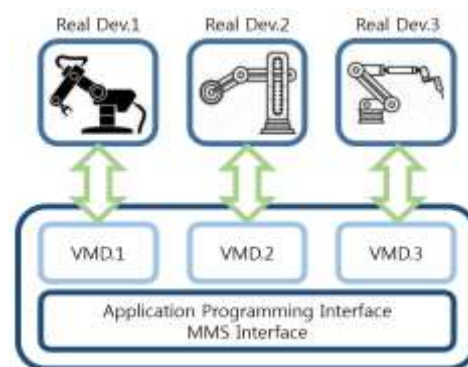 Real Dev.1 Real Dev.2 Real Dev.3
VMD.1 VMD.2 VMD.3
Application Programming Interface
MMS Interface